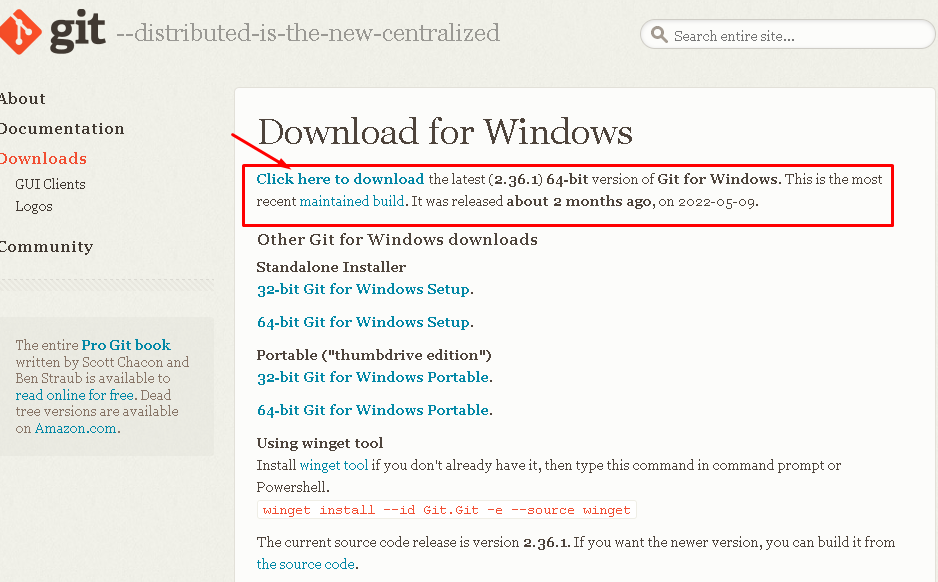 git --distributed-is-the-new-centralized
Search entire site...
About
Documentation
Downloads
GUI Clients
Logos
Community
The entire Pro Git book
written by Scott Chacon and
Ben Straub is available to
read online for free. Dead
tree versions are available
on Amazon.com.
Download for Windows
Click here to download the latest (2.36.1) 64-bit version of Git for Windows. This is the most
recent maintained build. It was released about 2 months ago, on 2022-05-09.
Other Git for Windows downloads
Standalone Installer
32-bit Git for Windows Setup.
64-bit Git for Windows Setup.
Portable ("thumbdrive edition")
32-bit Git for Windows Portable.
64-bit Git for Windows Portable.
Using winget tool
Install winget tool if you don't already have it, then type this command in command prompt or
Powershell.
winget install --id Git.Git -e --source winget
The current source code release is version 2.36.1. If you want the newer version, you can build it from
the source code.